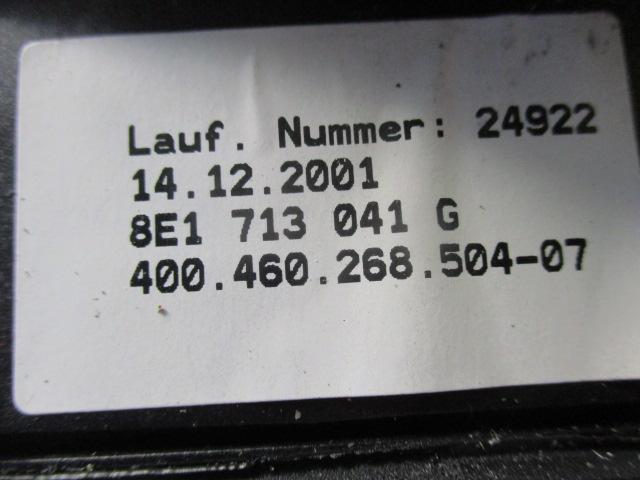 Lauf. Nummer: 24922
14.12.2001
8E1 713 041 G
400.460.268.504-07